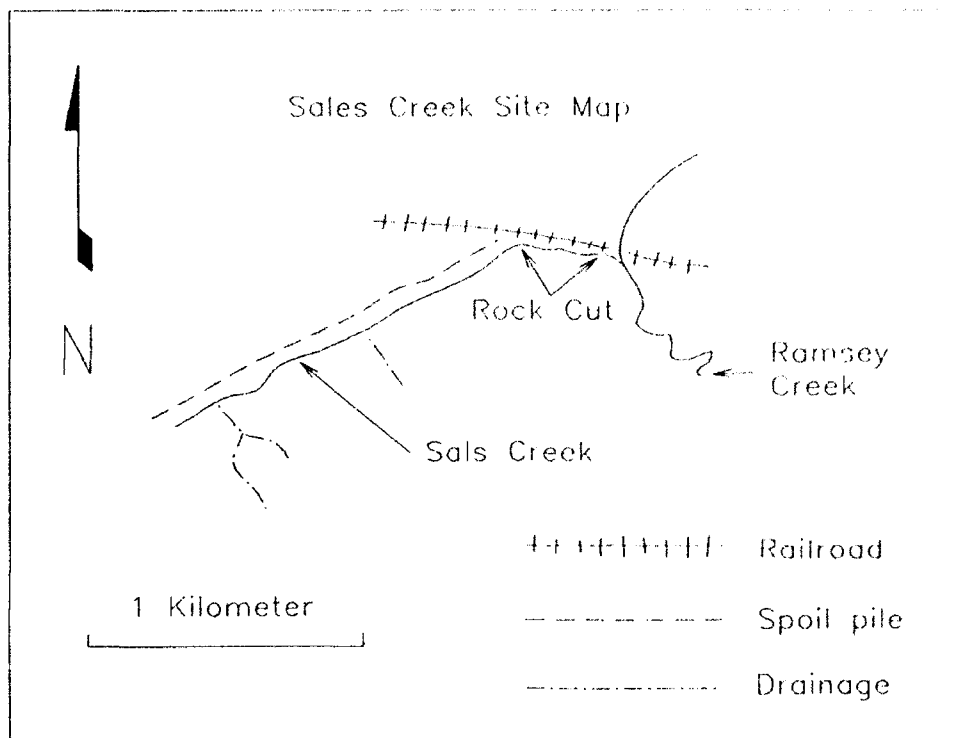 Sales Creek Site Map
Rock Cut
N
Ramsey
Creek
Sals Creek
Railroad
1 Kilometer
Spoil pile
Drainage